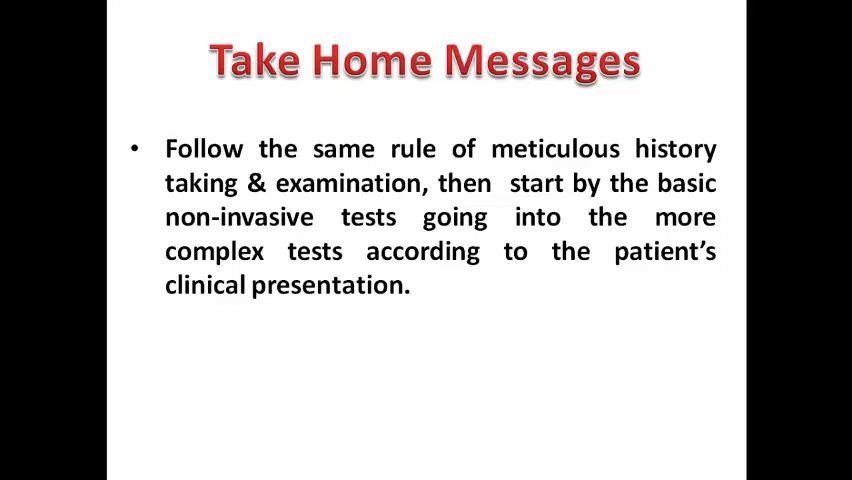 Take Home Messages
• Follow the same rule of meticulous history
taking & examination, then start by the basic
non-invasive tests going into the more
complex tests according to the patient's
clinical presentation.